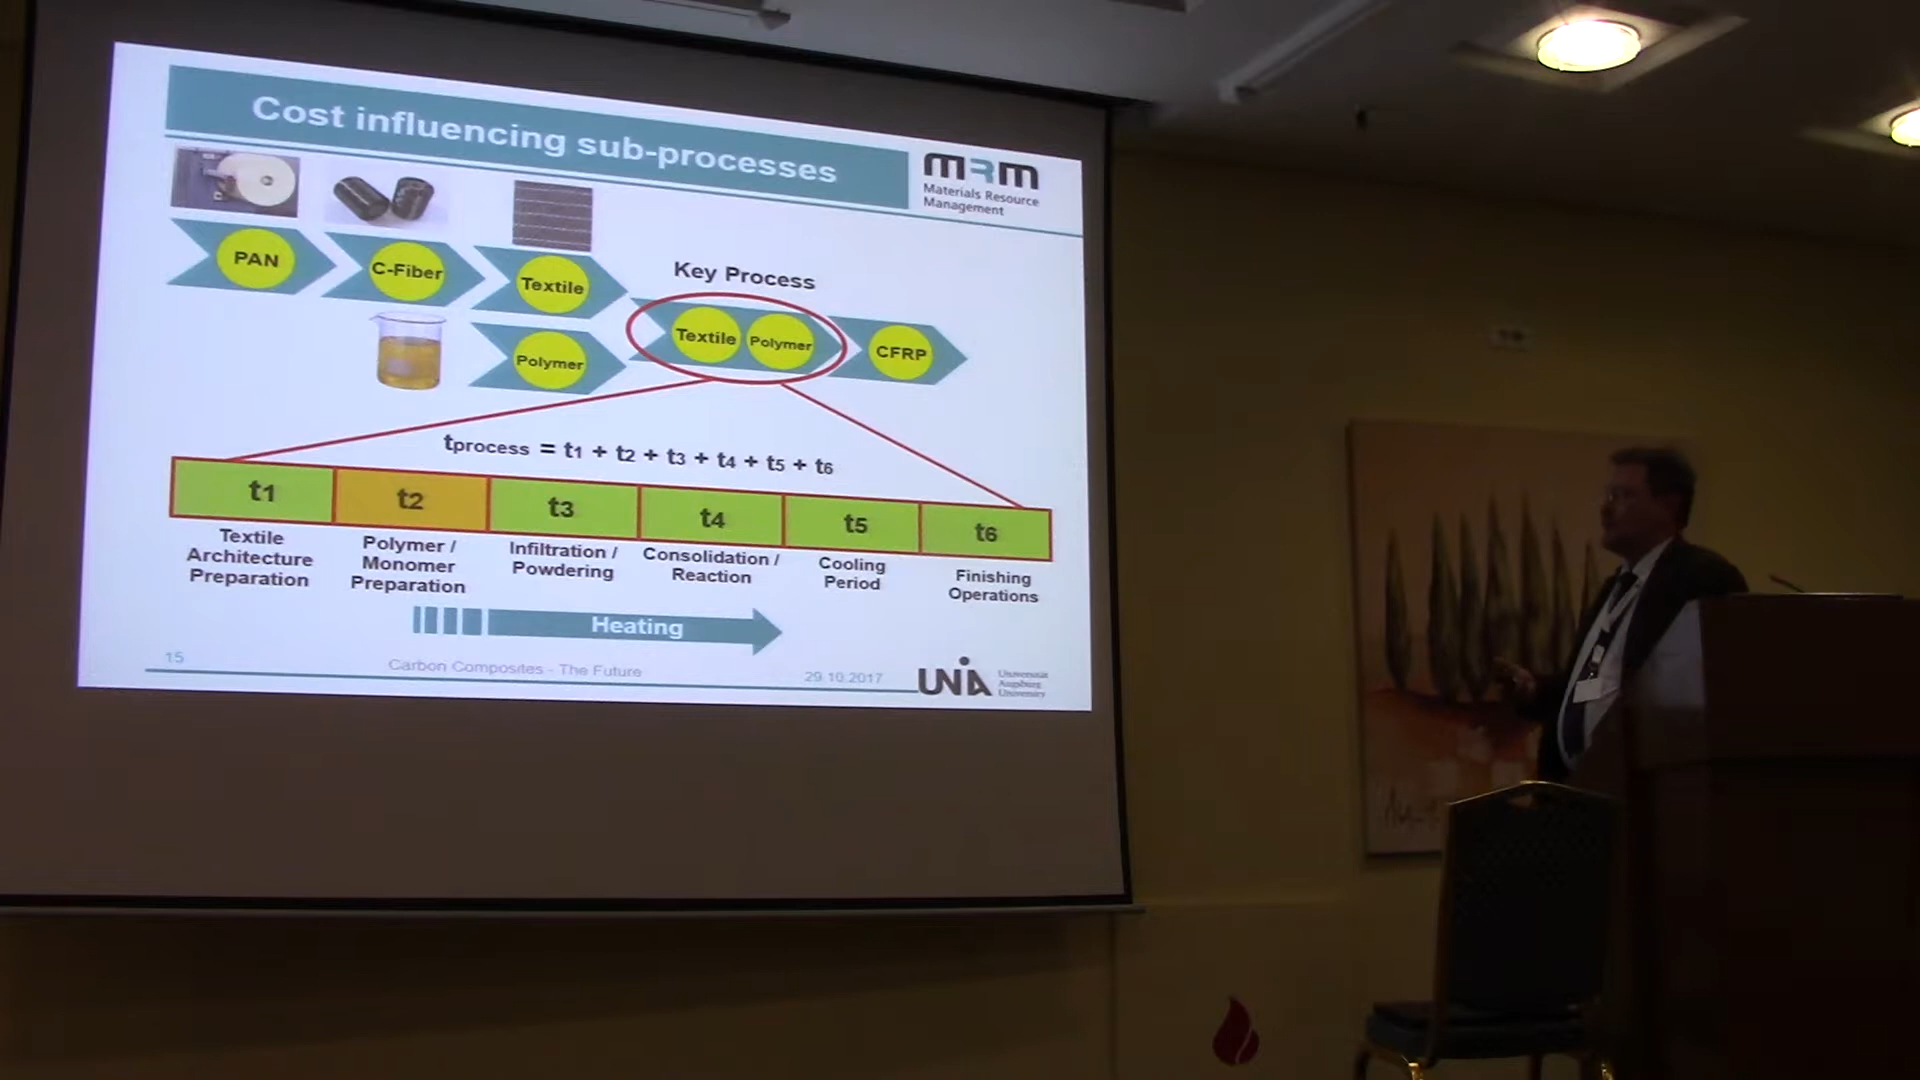 Cost influencing sub-processes
MRM
Materials Resource
Management
PAN
C-Fiber
Textile
Polymer
Key Process
Textile
Polymer
CFRP
tprocess = t1 + t2 + t3 + t4 + t5 + t6
t1
t2
t3
t4
t5
t6
Textile
Architecture
Preparation
Polymer /
Monomer
Preparation
Infiltration /
Powdering
Consolidation /
Reaction
Cooling
Period
Finishing
Operations
Heating
15
Carbon Composites - The Future
29.10.2017
UNIA
Universität
Augsburg
University